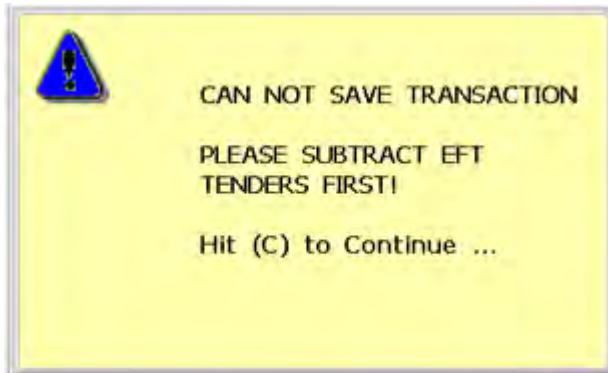 CAN NOT SAVE TRANSACTION
PLEASE SUBTRACT EFT
TENDERS FIRST!
Hit (C) to Continue ...